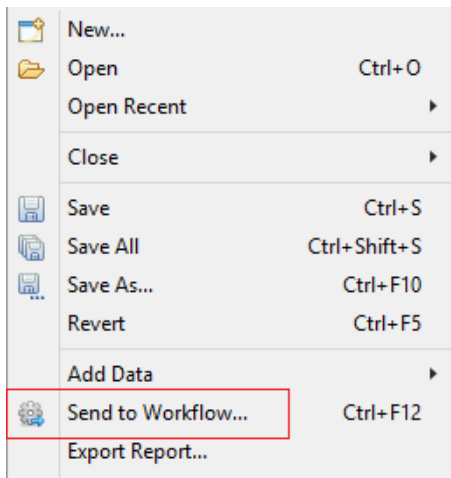 New...
Open Ctrl+O
Open Recent
Close
Save Ctrl+S
Save All Ctrl+Shift+S
Save As... Ctrl+F10
Revert Ctrl+F5
Add Data
Send to Workflow... Ctrl+F12
Export Report...